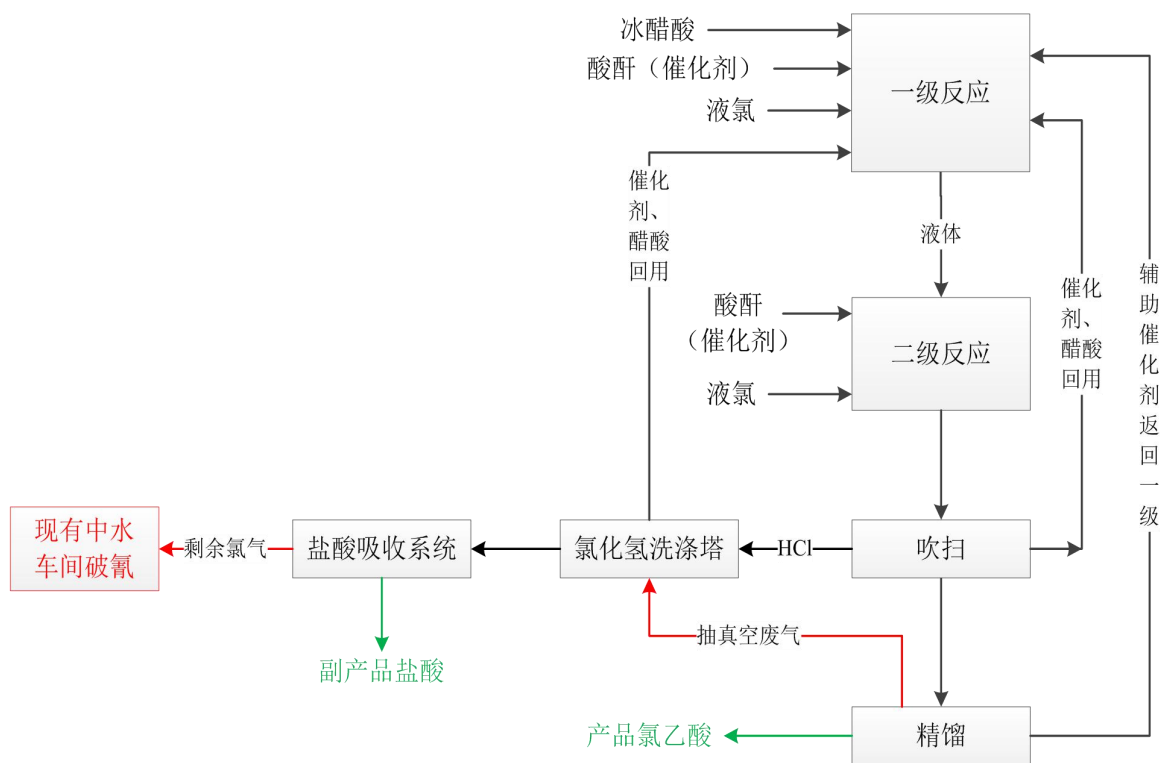 冰醋酸
酸酐（催化剂）
液氯
一级反应
催化
剂、
醋酸
回用
液体
酸酐
（催化剂）
液氯
二级反应
催化
剂、
醋酸
回用
辅
助
催
化
剂
返
回
一
级
现有中水
车间破氰
剩余氯气
盐酸吸收系统
氯化氢洗涤塔
HCl
吹扫
抽真空废气
副产品盐酸
产品氯乙酸
精馏